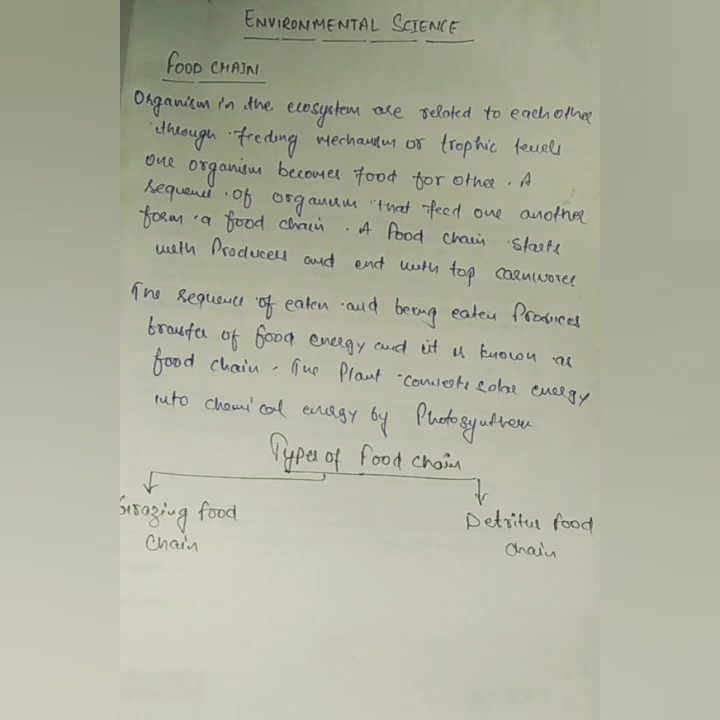 ENVIRONMENTAL SCIENCE
FOOD CHAIN
Organism in the ecosystem are related to each other
through feeding Mechanism or trophic levels
one organism becomes food for other. A
sequence of organism that feed one another
form a food chain. A food chain starts
with Producers and end with top carnivores
The sequence of eaten and being eaten Produces
transfer of food energy and it is known as
food chain. The Plant converts solar energy
into chemical energy by Photosynthesis
Types of food chain
Grazing food chain
Detritus food chain